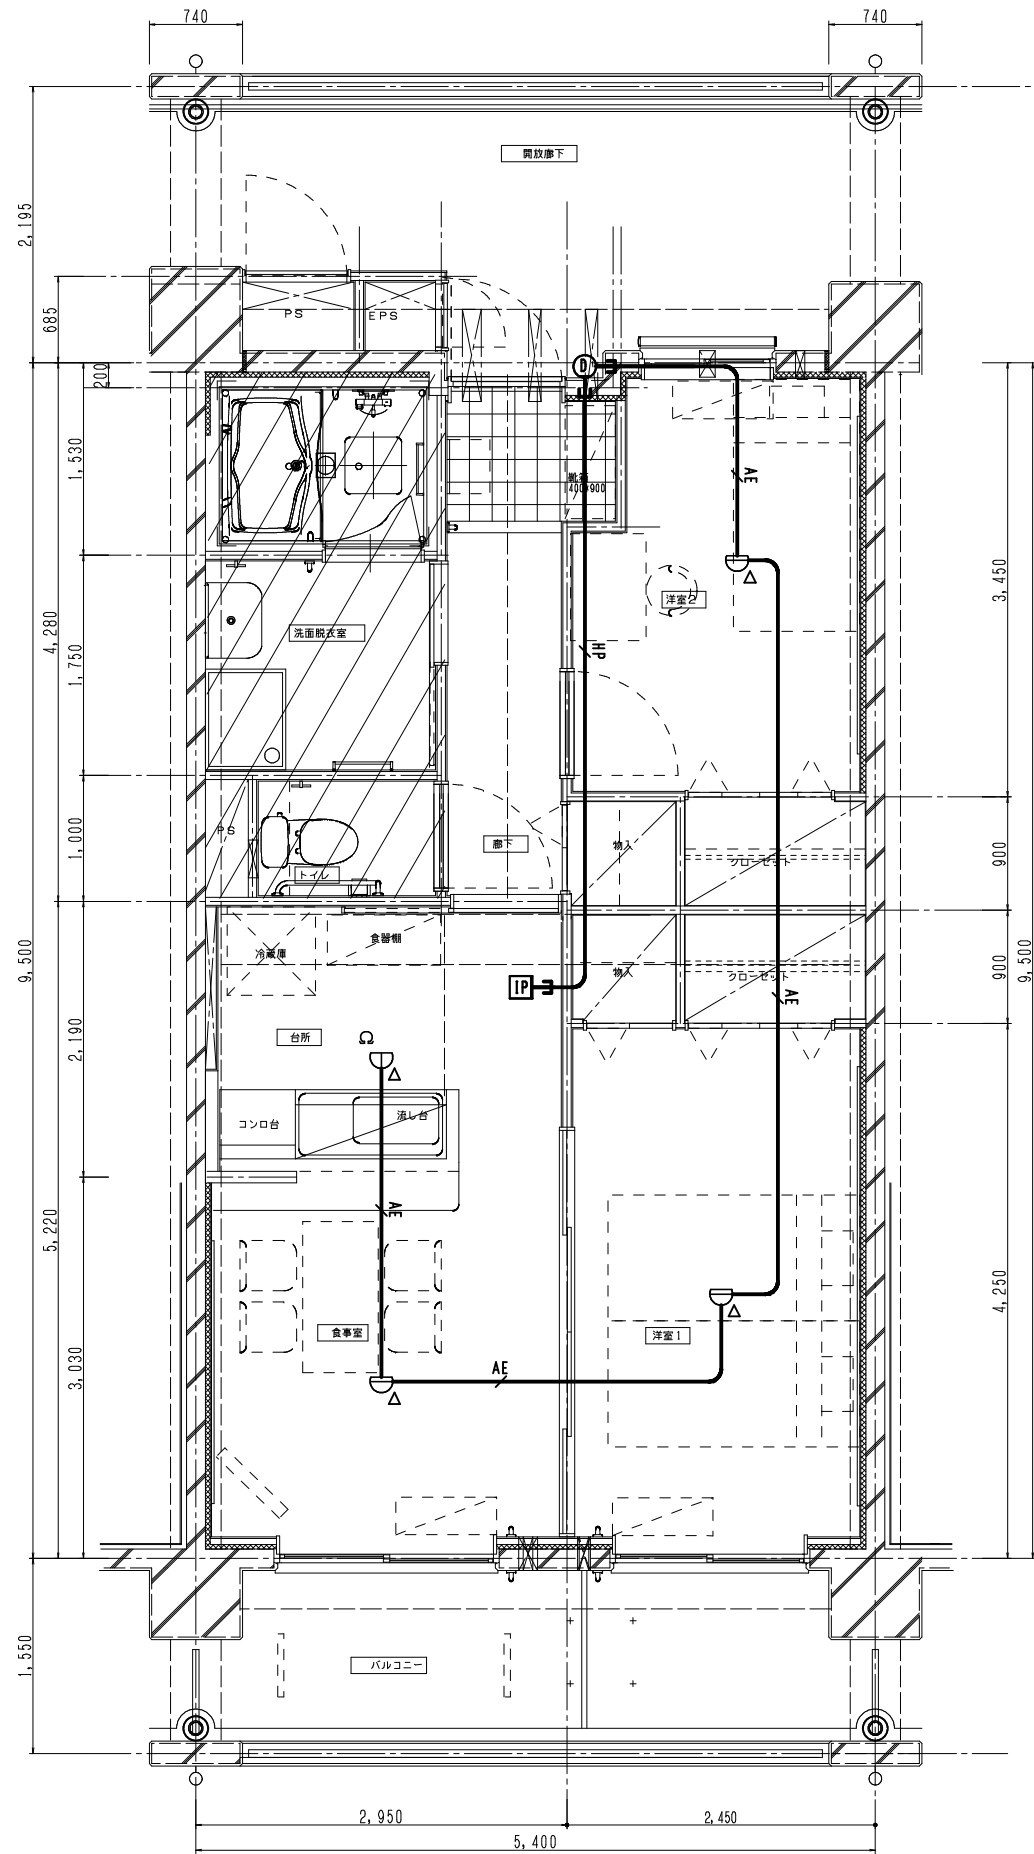 740
740
開放廊下
2,195
685
PS
EPS
D
200
1,530
靴箱
400×900
AE
3,450
洋室2
4,280
洗面脱衣室
1,750
HP
1,000
PS
廊下
物入
クローゼット
900
トイレ
9,500
食器棚
冷蔵庫
物入
クローゼット
900
9,500
IP
AE
台所
Ω
2,190
コンロ台
流し台
AE
5,220
4,250
食事室
洋室1
3,030
AE
1,550
バルコニー
2,950
2,450
5,400